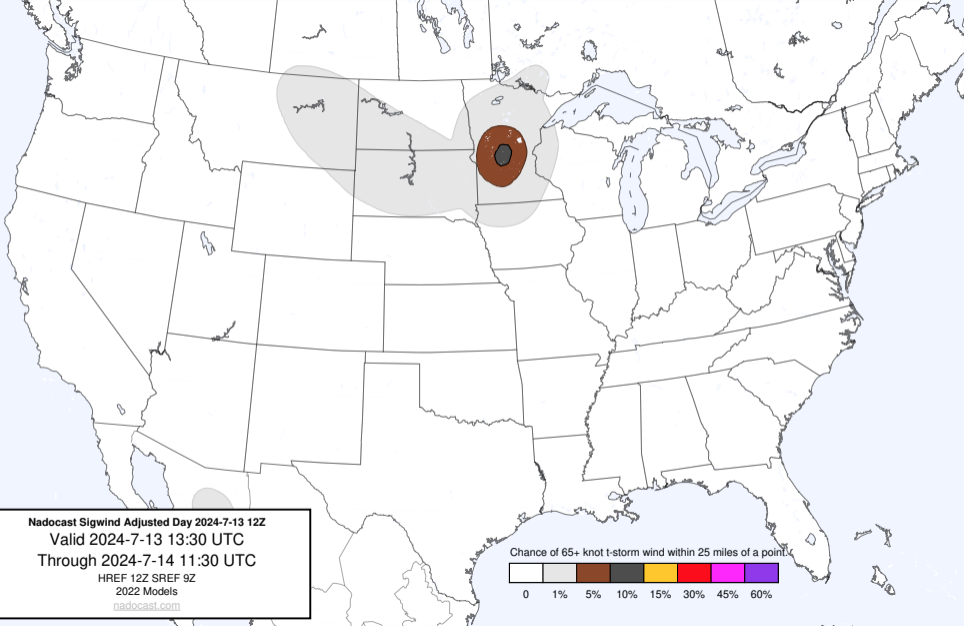 Nadocast Sigwind Adjusted Day 2024-7-13 12Z
Valid 2024-7-13 13:30 UTC
Through 2024-7-14 11:30 UTC
HREF 12Z SREF 9Z
2022 Models
nadocast.com
Chance of 65+ knot t-storm wind within 25 miles of a point.
0 1% 5% 10% 15% 30% 45% 60%